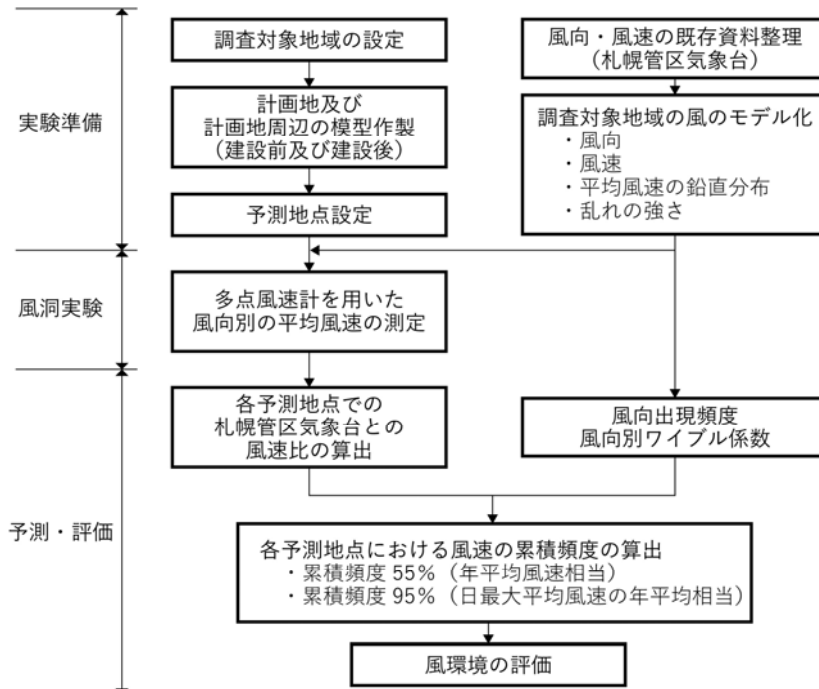 実験準備
調査対象地域の設定
計画地及び
計画地周辺の模型作製
（建設前及び建設後）
予測地点設定
風向・風速の既存資料整理
（札幌管区気象台）
調査対象地域の風のモデル化
・風向
・風速
・平均風速の鉛直分布
・乱れの強さ
風洞実験
多点風速計を用いた
風向別の平均風速の測定
予測・評価
各予測地点での
札幌管区気象台との
風速比の算出
風向出現頻度
風向別ワイブル係数
各予測地点における風速の累積頻度の算出
・累積頻度 55%（年平均風速相当）
・累積頻度 95%（日最大平均風速の年平均相当）
風環境の評価